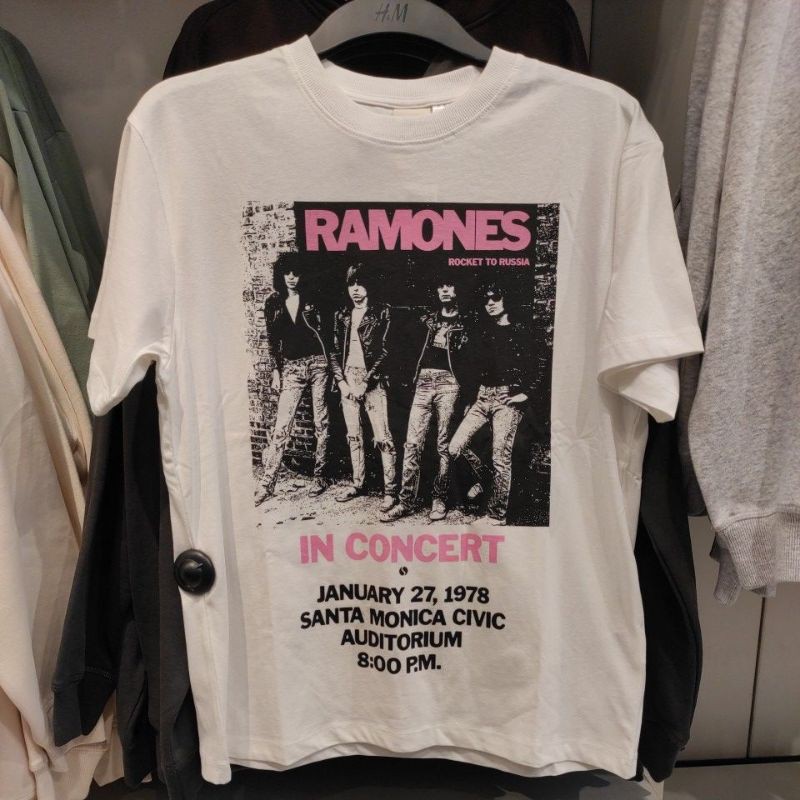 H&M
RAMONES
ROCKET TO RUSSIA
IN CONCERT
JANUARY 27, 1978
SANTA MONICA CIVIC
AUDITORIUM
8:00 P.M.